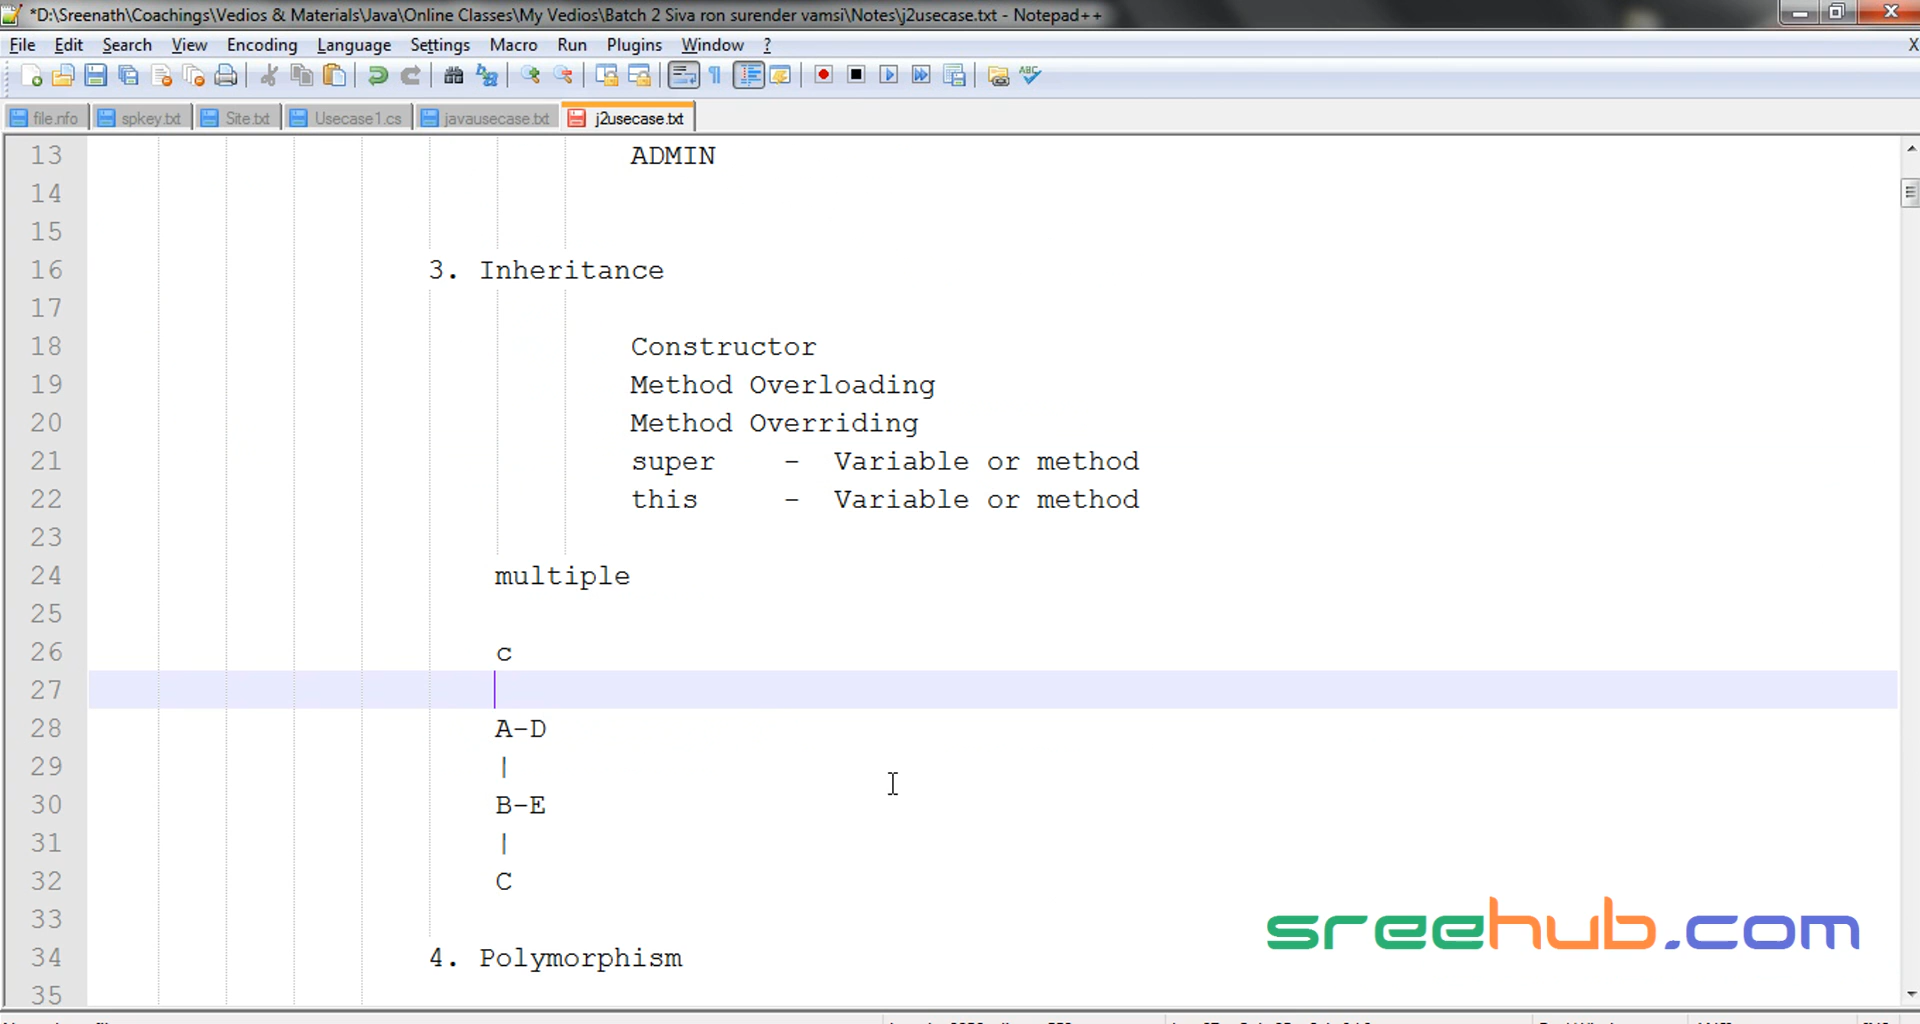 *D:\Sreenath\Coachings\Vedios & Materials\Java\Online Classes\My Vedios\Batch 2 Siva ron surender vamsi\Notes\j2usecase.txt - Notepad++
File Edit Search View Encoding Language Settings Macro Run Plugins Window ? X
file.nfo spkey.txt Site.txt Usecase1.cs javausecase.txt j2usecase.txt
13 ADMIN
14
15
16 3. Inheritance
17
18 Constructor
19 Method Overloading
20 Method Overriding
21 super - Variable or method
22 this - Variable or method
23
24 multiple
25
26 c
27
28 A-D
29 |
30 B-E
31 |
32 C
33
34 4. Polymorphism
35
sreehub.com